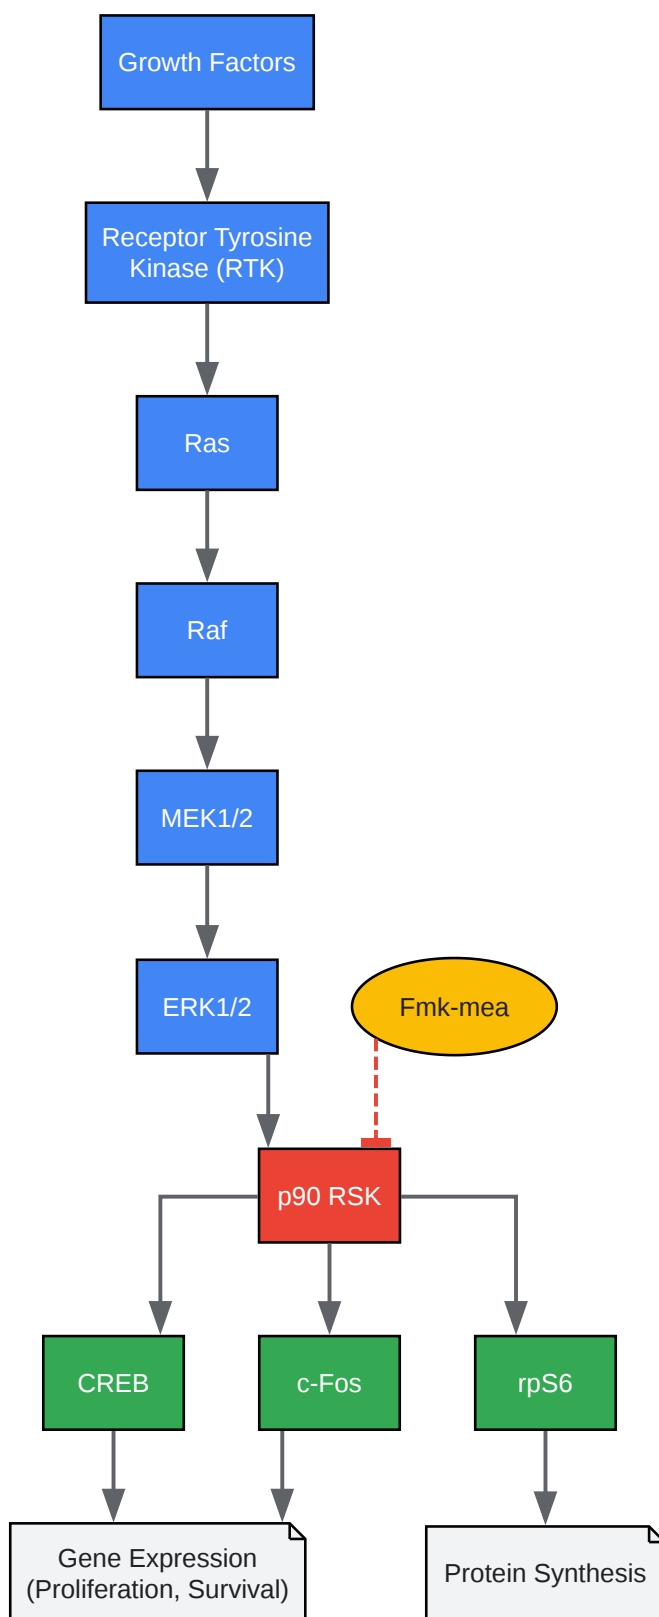 Growth Factors
Receptor Tyrosine
Kinase (RTK)
Ras
Raf
MEK1/2
ERK1/2
Fmk-mea
p90 RSK
CREB
c-Fos
rpS6
Gene Expression
(Proliferation, Survival)
Protein Synthesis